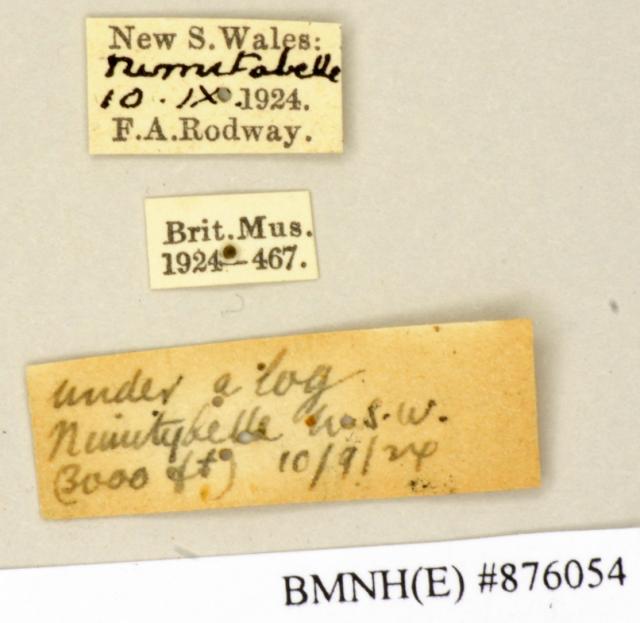 New S. Wales:
Nimitabelle
10.IX.1924.
F.A.Rodway.
Brit.Mus.
1924-467.
under a log
Nimitybelle N.S.W.
(3000 ft) 10/9/24
BMNH(E) #876054